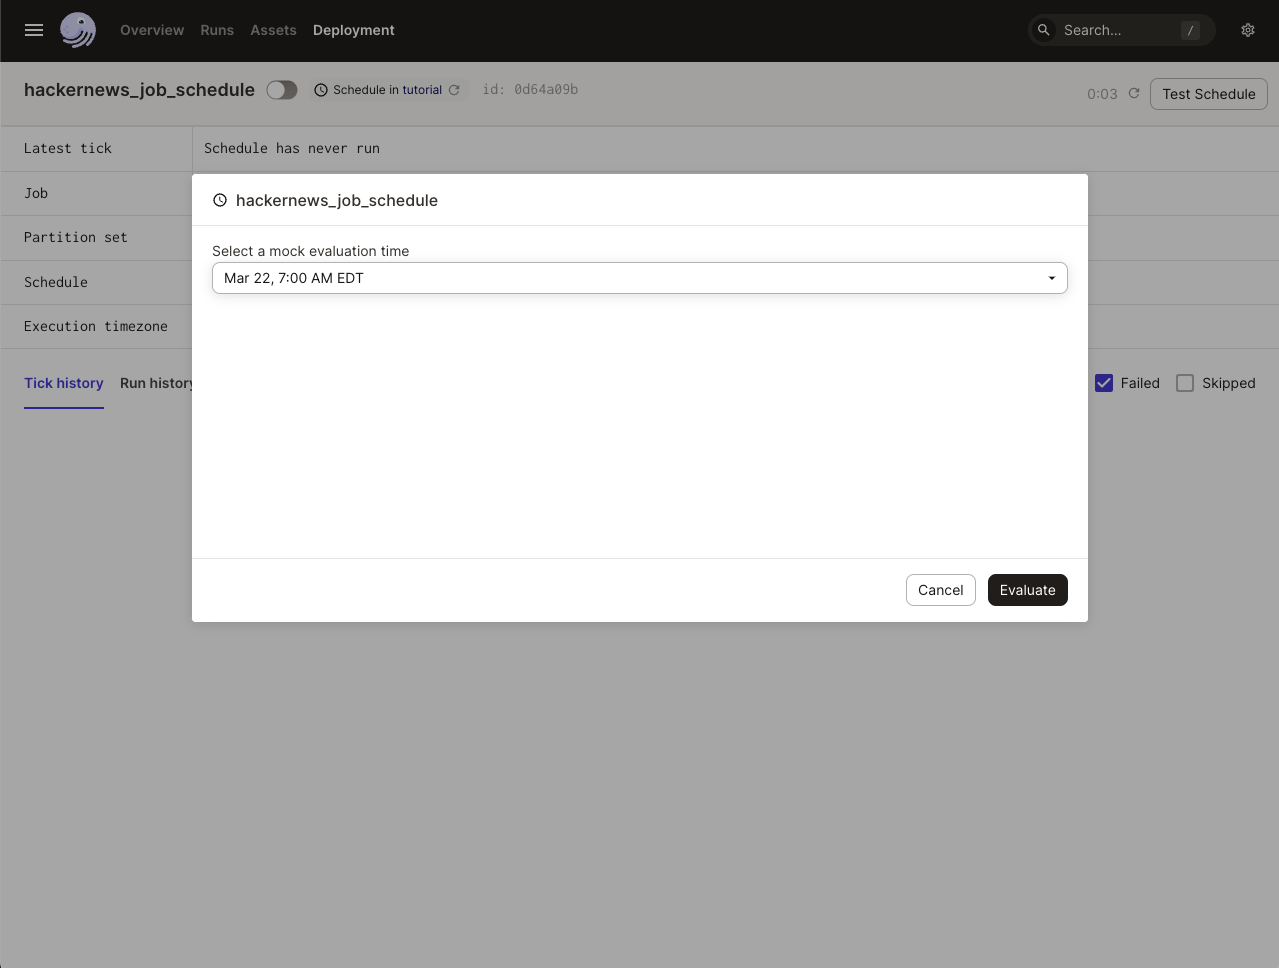 Overview Runs Assets Deployment Search... /
hackernews_job_schedule Schedule in tutorial id: 0d64a09b 0:03 Test Schedule
Latest tick Schedule has never run
Job
Partition set
Schedule
Execution timezone
Tick history Run history Failed Skipped
hackernews_job_schedule
Select a mock evaluation time
Mar 22, 7:00 AM EDT
Cancel Evaluate